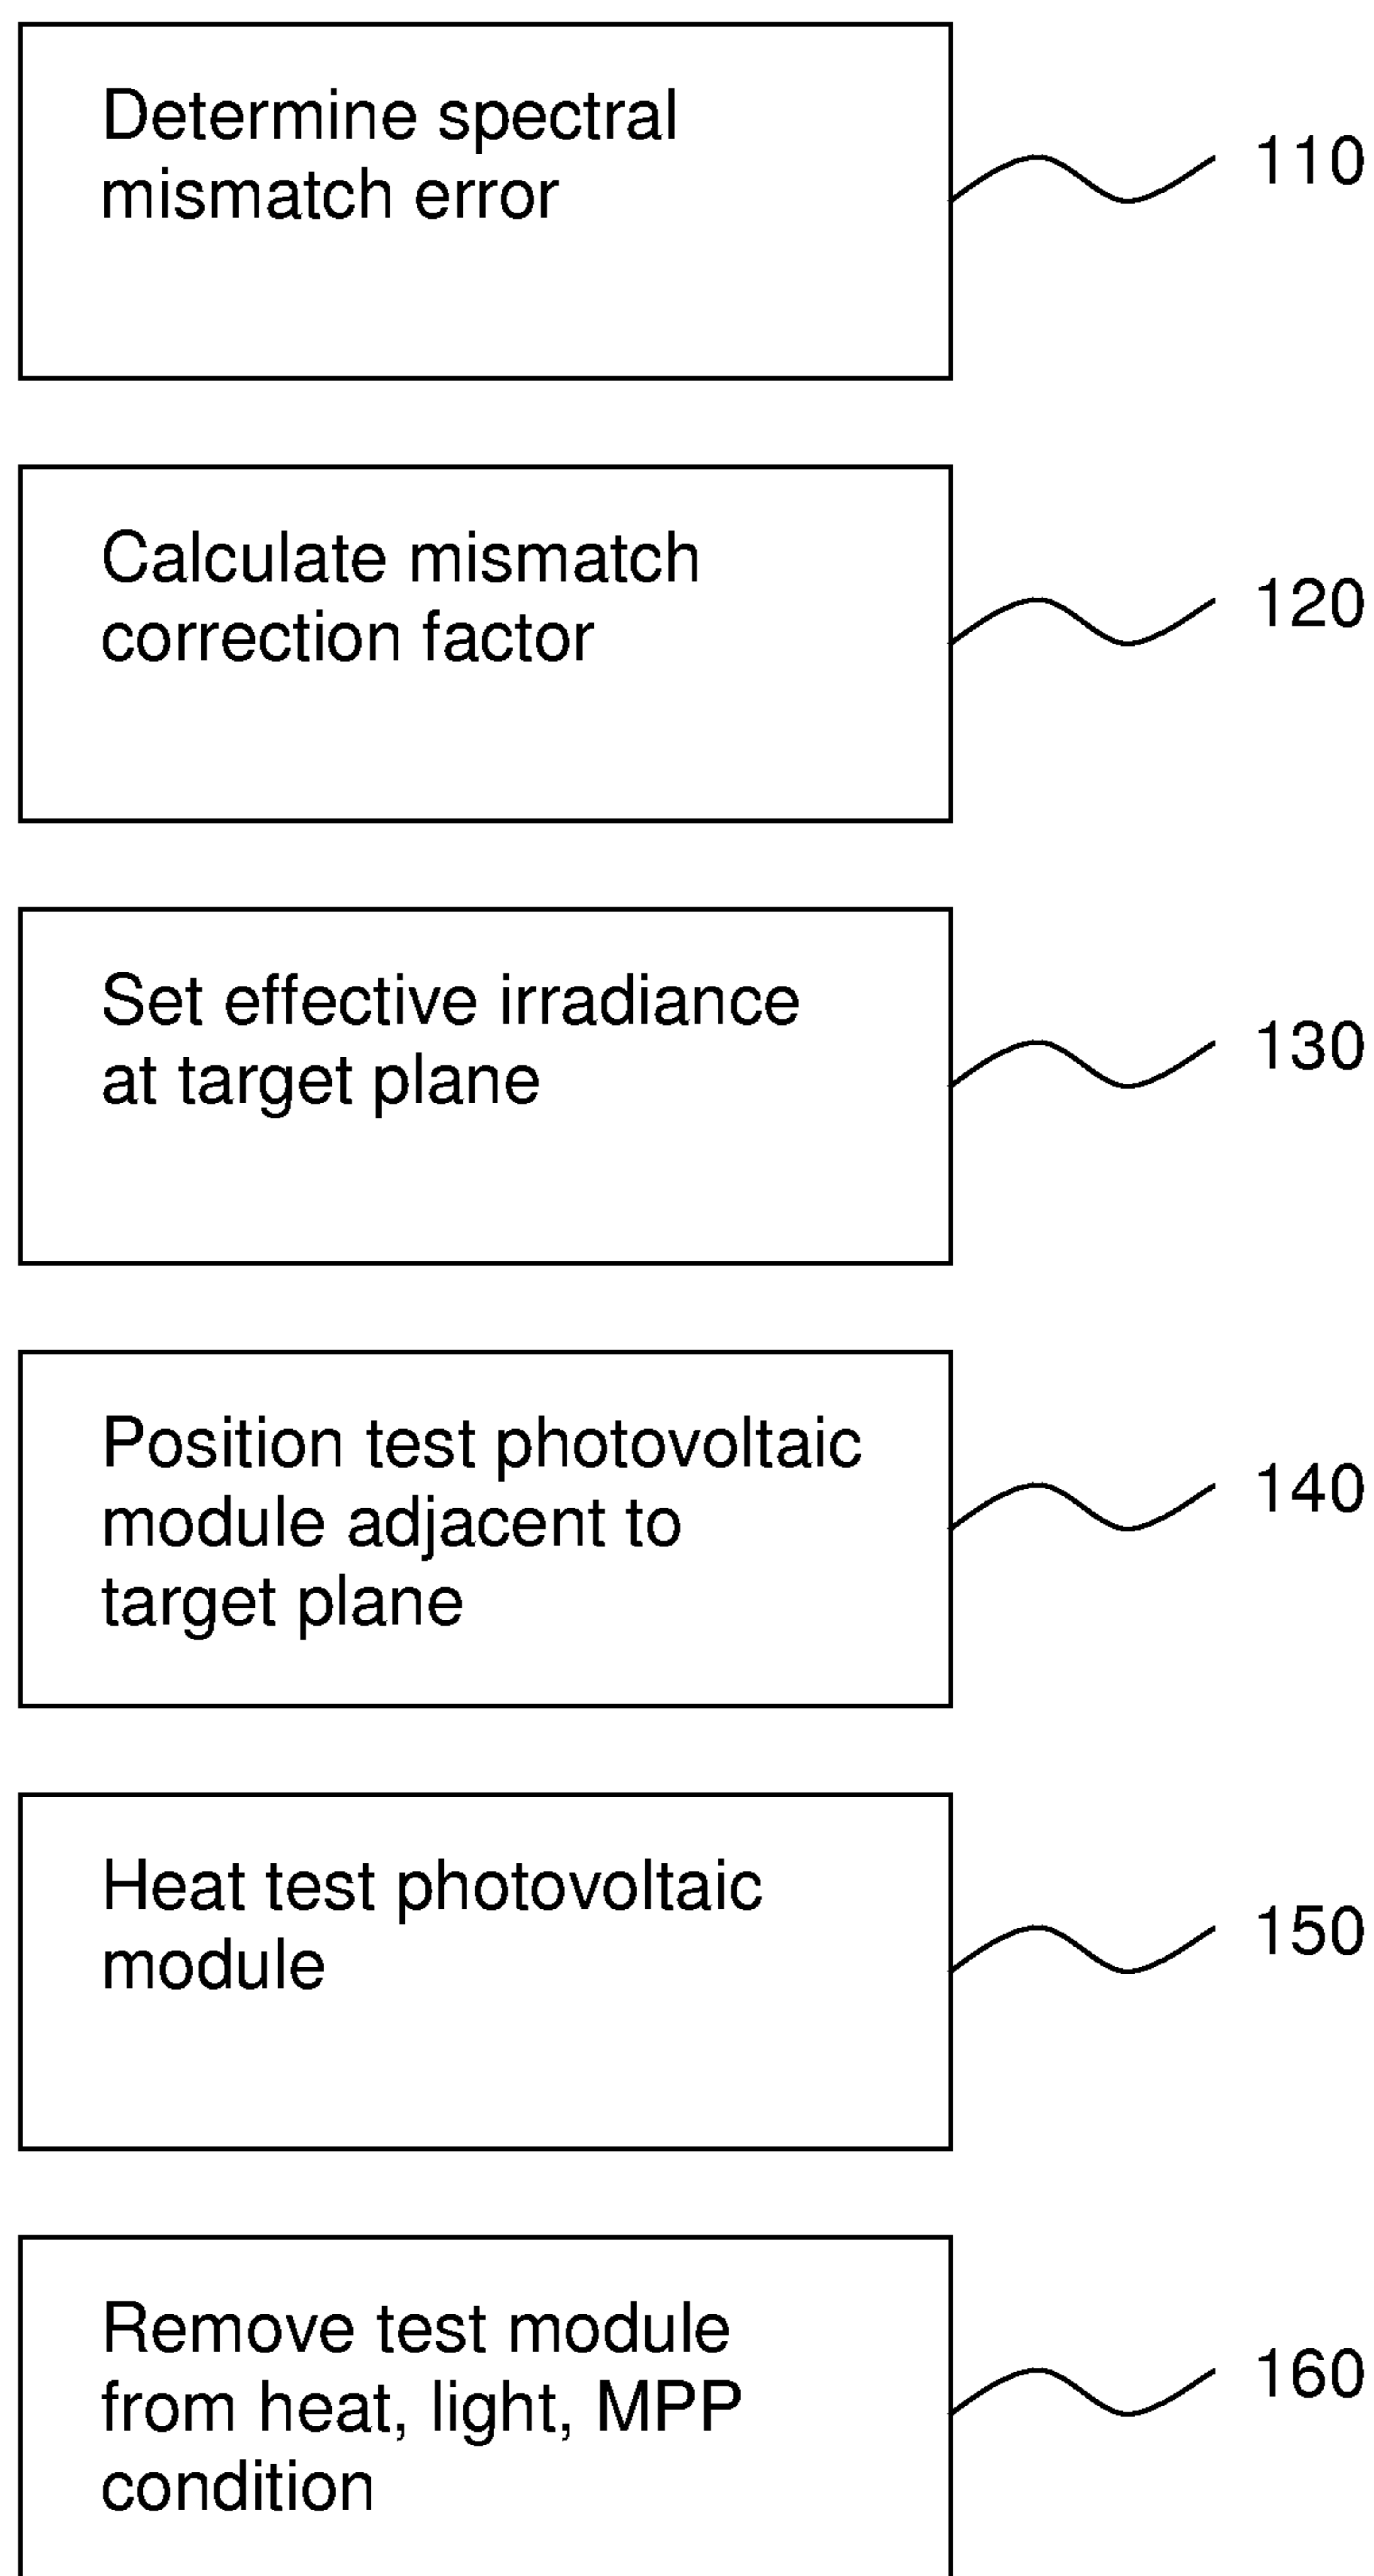 Determine spectral
mismatch error
110
Calculate mismatch
correction factor
120
Set effective irradiance
at target plane
130
Position test photovoltaic
module adjacent to
target plane
140
Heat test photovoltaic
module
150
Remove test module
from heat, light, MPP
condition
160